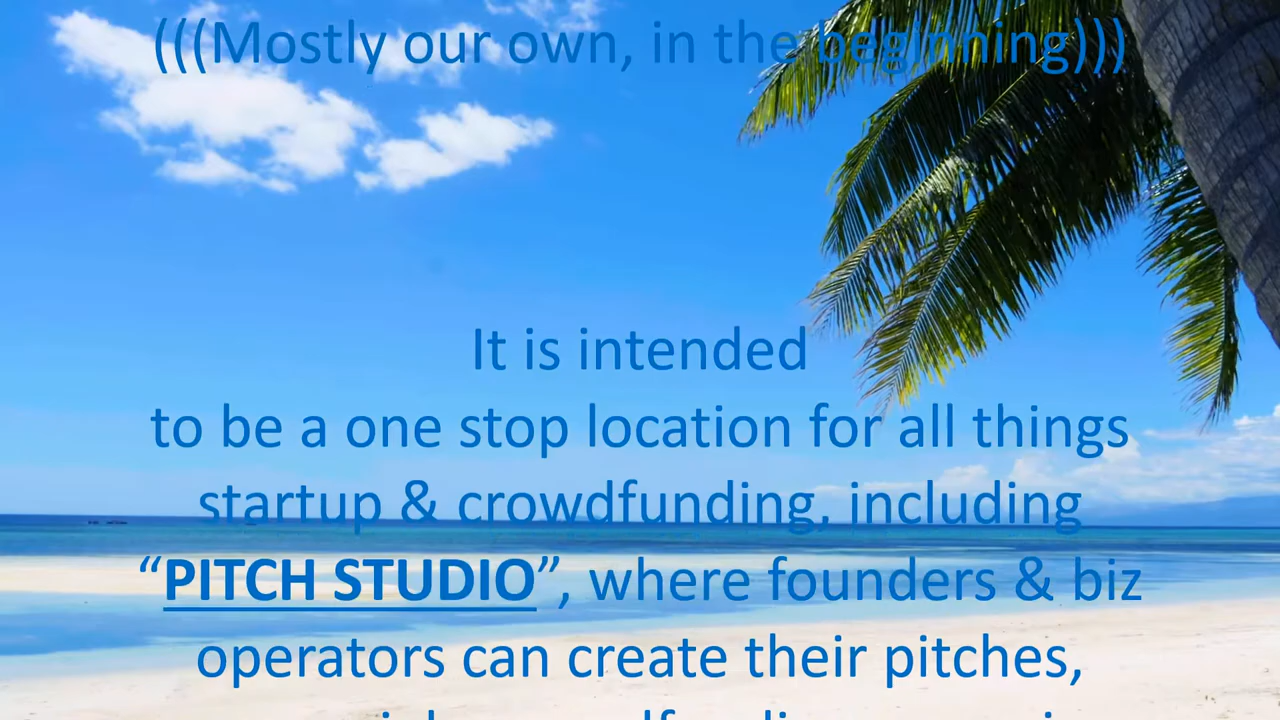 (((Mostly our own, in the beginning)))
It is intended
to be a one stop location for all things
startup & crowdfunding, including
“PITCH STUDIO”, where founders & biz
operators can create their pitches,